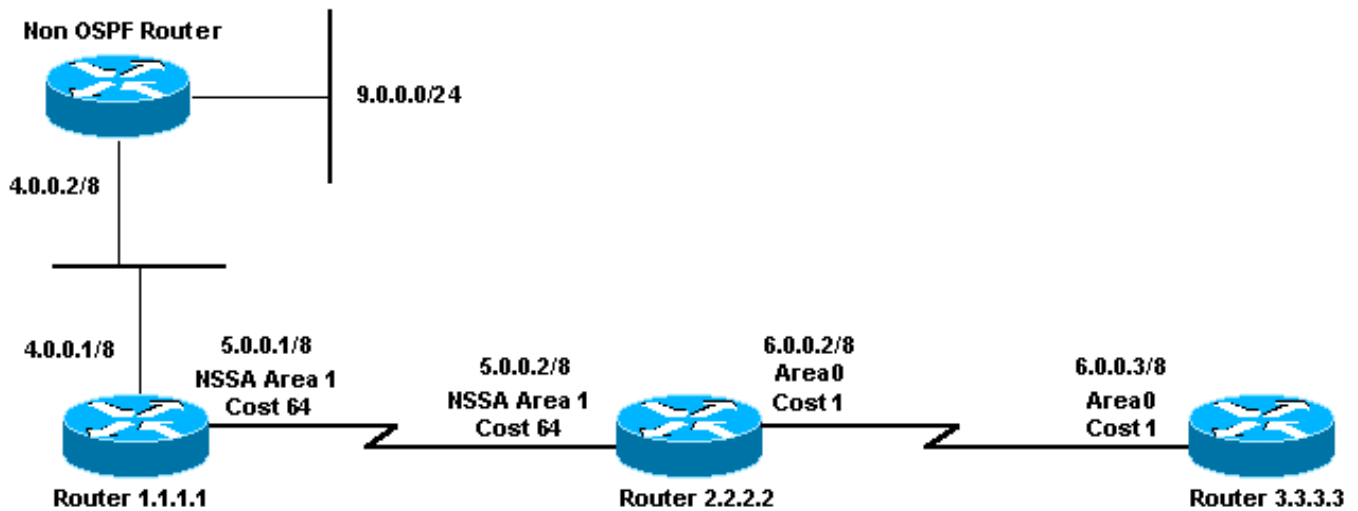 Non OSPF Router
9.0.0.0/24
4.0.0.2/8
4.0.0.1/8
5.0.0.1/8
NSSA Area 1
Cost 64
5.0.0.2/8
NSSA Area 1
Cost 64
6.0.0.2/8
Area0
Cost 1
6.0.0.3/8
Area0
Cost 1
Router 1.1.1.1
Router 2.2.2.2
Router 3.3.3.3